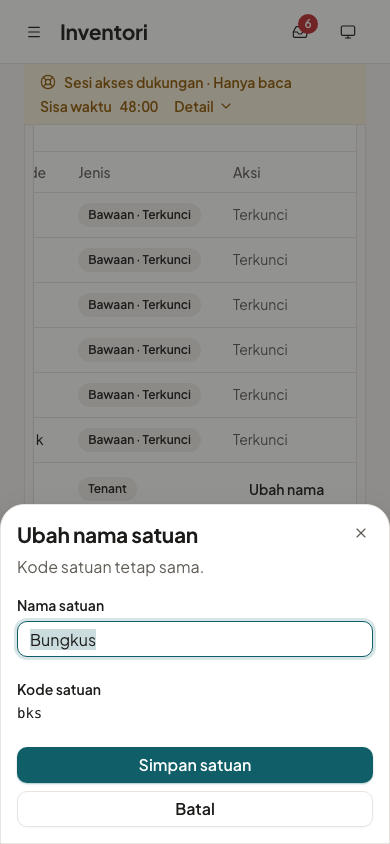 Inventori
6
Sesi akses dukungan · Hanya baca
Sisa waktu 48:00 Detail
de Jenis Aksi
Bawaan · Terkunci Terkunci
Bawaan · Terkunci Terkunci
Bawaan · Terkunci Terkunci
Bawaan · Terkunci Terkunci
Bawaan · Terkunci Terkunci
k Bawaan · Terkunci Terkunci
Tenant Ubah nama
Ubah nama satuan
Kode satuan tetap sama.
Nama satuan
Bungkus
Kode satuan
bks
Simpan satuan
Batal